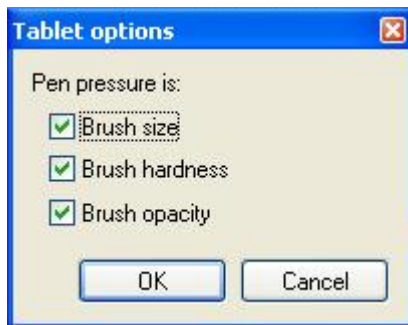 Tablet options
Pen pressure is:
Brush size
Brush hardness
Brush opacity
OK Cancel